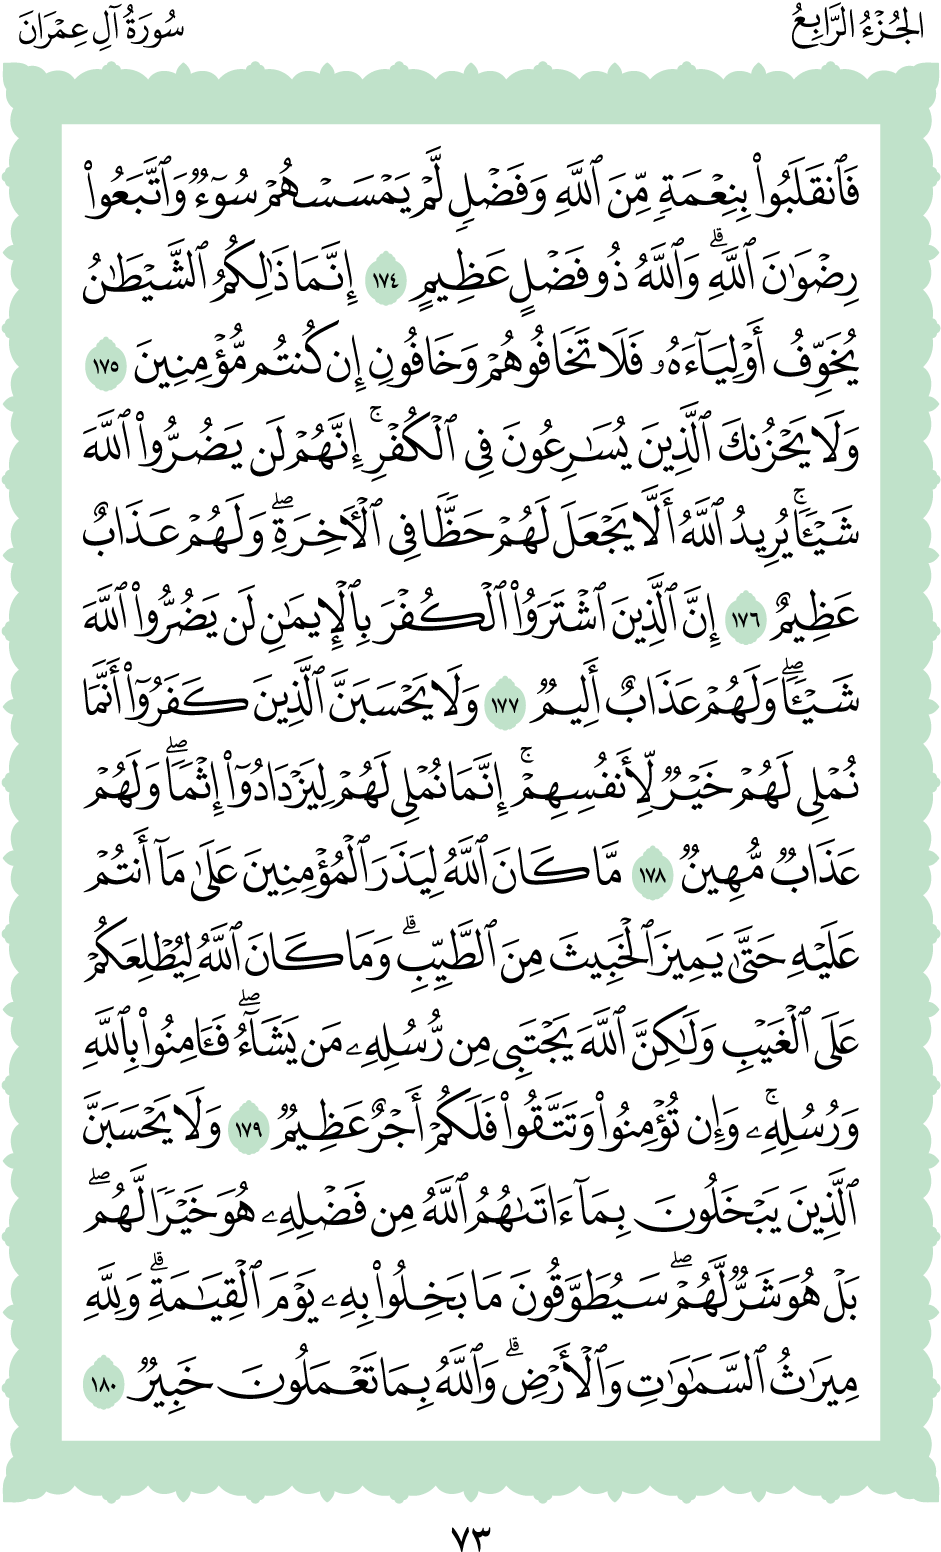 الجُزْءُ الرَّابِعُ
سُورَةُ آلِ عِمْرَانَ
فَٱنقَلَبُوا۟ بِنِعْمَةٍ مِّنَ ٱللَّهِ وَفَضْلٍ لَّمْ يَمْسَسْهُمْ سُوٓءٌ وَٱتَّبَعُوا۟
رِضْوَٰنَ ٱللَّهِ ۗ وَٱللَّهُ ذُو فَضْلٍ عَظِيمٍ ١٧٤ إِنَّمَا ذَٰلِكُمُ ٱلشَّيْطَٰنُ
يُخَوِّفُ أَوْلِيَآءَهُۥ فَلَا تَخَافُوهُمْ وَخَافُونِ إِن كُنتُم مُّؤْمِنِينَ ١٧٥
وَلَا يَحْزُنكَ ٱلَّذِينَ يُسَٰرِعُونَ فِى ٱلْكُفْرِ ۚ إِنَّهُمْ لَن يَضُرُّوا۟ ٱللَّهَ
شَيْـًٔا ۗ يُرِيدُ ٱللَّهُ أَلَّا يَجْعَلَ لَهُمْ حَظًّا فِى ٱلْءَاخِرَةِ ۖ وَلَهُمْ عَذَابٌ
عَظِيمٌ ١٧٦ إِنَّ ٱلَّذِينَ ٱشْتَرَوُا۟ ٱلْكُفْرَ بِٱلْإِيمَٰنِ لَن يَضُرُّوا۟ ٱللَّهَ
شَيْـًٔا ۖ وَلَهُمْ عَذَابٌ أَلِيمٌ ١٧٧ وَلَا يَحْسَبَنَّ ٱلَّذِينَ كَفَرُوٓا۟ أَنَّمَا
نُمْلِى لَهُمْ خَيْرٌ لِّأَنفُسِهِمْ ۚ إِنَّمَا نُمْلِى لَهُمْ لِيَزْدَادُوٓا۟ إِثْمًا ۖ وَلَهُمْ
عَذَابٌ مُّهِينٌ ١٧٨ مَّا كَانَ ٱللَّهُ لِيَذَرَ ٱلْمُؤْمِنِينَ عَلَىٰ مَآ أَنتُمْ
عَلَيْهِ حَتَّىٰ يَمِيزَ ٱلْخَبِيثَ مِنَ ٱلطَّيِّبِ ۗ وَمَا كَانَ ٱللَّهُ لِيُطْلِعَكُمْ
عَلَى ٱلْغَيْبِ وَلَٰكِنَّ ٱللَّهَ يَجْتَبِى مِن رُّسُلِهِۦ مَن يَشَآءُ ۖ فَـَٔامِنُوا۟ بِٱللَّهِ
وَرُسُلِهِۦ ۚ وَإِن تُؤْمِنُوا۟ وَتَتَّقُوا۟ فَلَكُمْ أَجْرٌ عَظِيمٌ ١٧٩ وَلَا يَحْسَبَنَّ
ٱلَّذِينَ يَبْخَلُونَ بِمَآ ءَاتَىٰهُمُ ٱللَّهُ مِن فَضْلِهِۦ هُوَ خَيْرًا لَّهُم ۖ
بَلْ هُوَ شَرٌّ لَّهُمْ ۖ سَيُطَوَّقُونَ مَا بَخِلُوا۟ بِهِۦ يَوْمَ ٱلْقِيَٰمَةِ ۗ وَلِلَّهِ
مِيرَٰثُ ٱلسَّمَٰوَٰتِ وَٱلْأَرْضِ ۗ وَٱللَّهُ بِمَا تَعْمَلُونَ خَبِيرٌ ١٨٠
٧٣